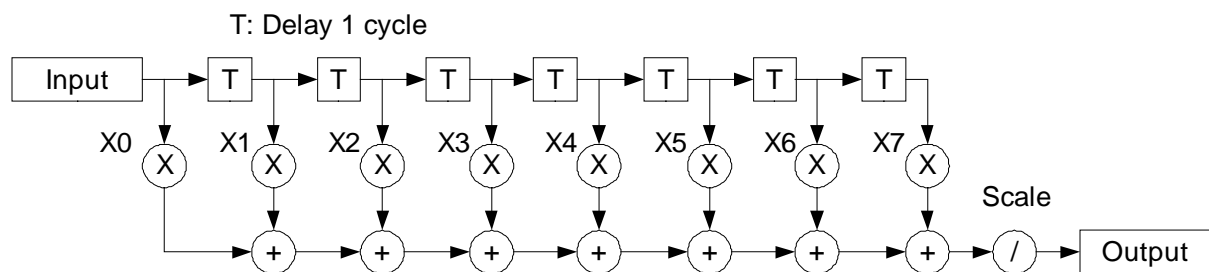 T: Delay 1 cycle
Input T T T T T T T
X0 X X1 X X2 X X3 X X4 X X5 X X6 X X7 X
Scale
+ + + + + + + / Output